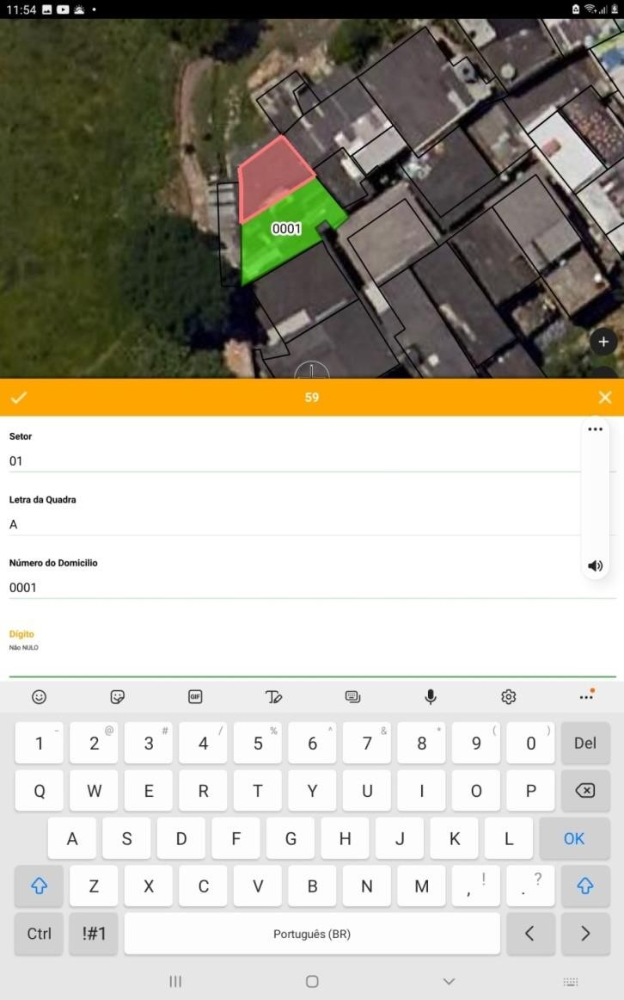 11:54
0001
+
59
Setor
01
Letra da Quadra
A
Número do Domicilio
0001
Dígito
Não NULO
GIF
1 - 2 @ 3 # 4 / 5 % 6 ^ 7 & 8 * 9 ( 0 ) Del
Q W E R T Y U I O P
A S D F G H J K L OK
Z X C V B N M , ! . ?
Ctrl !#1 Português (BR) < >